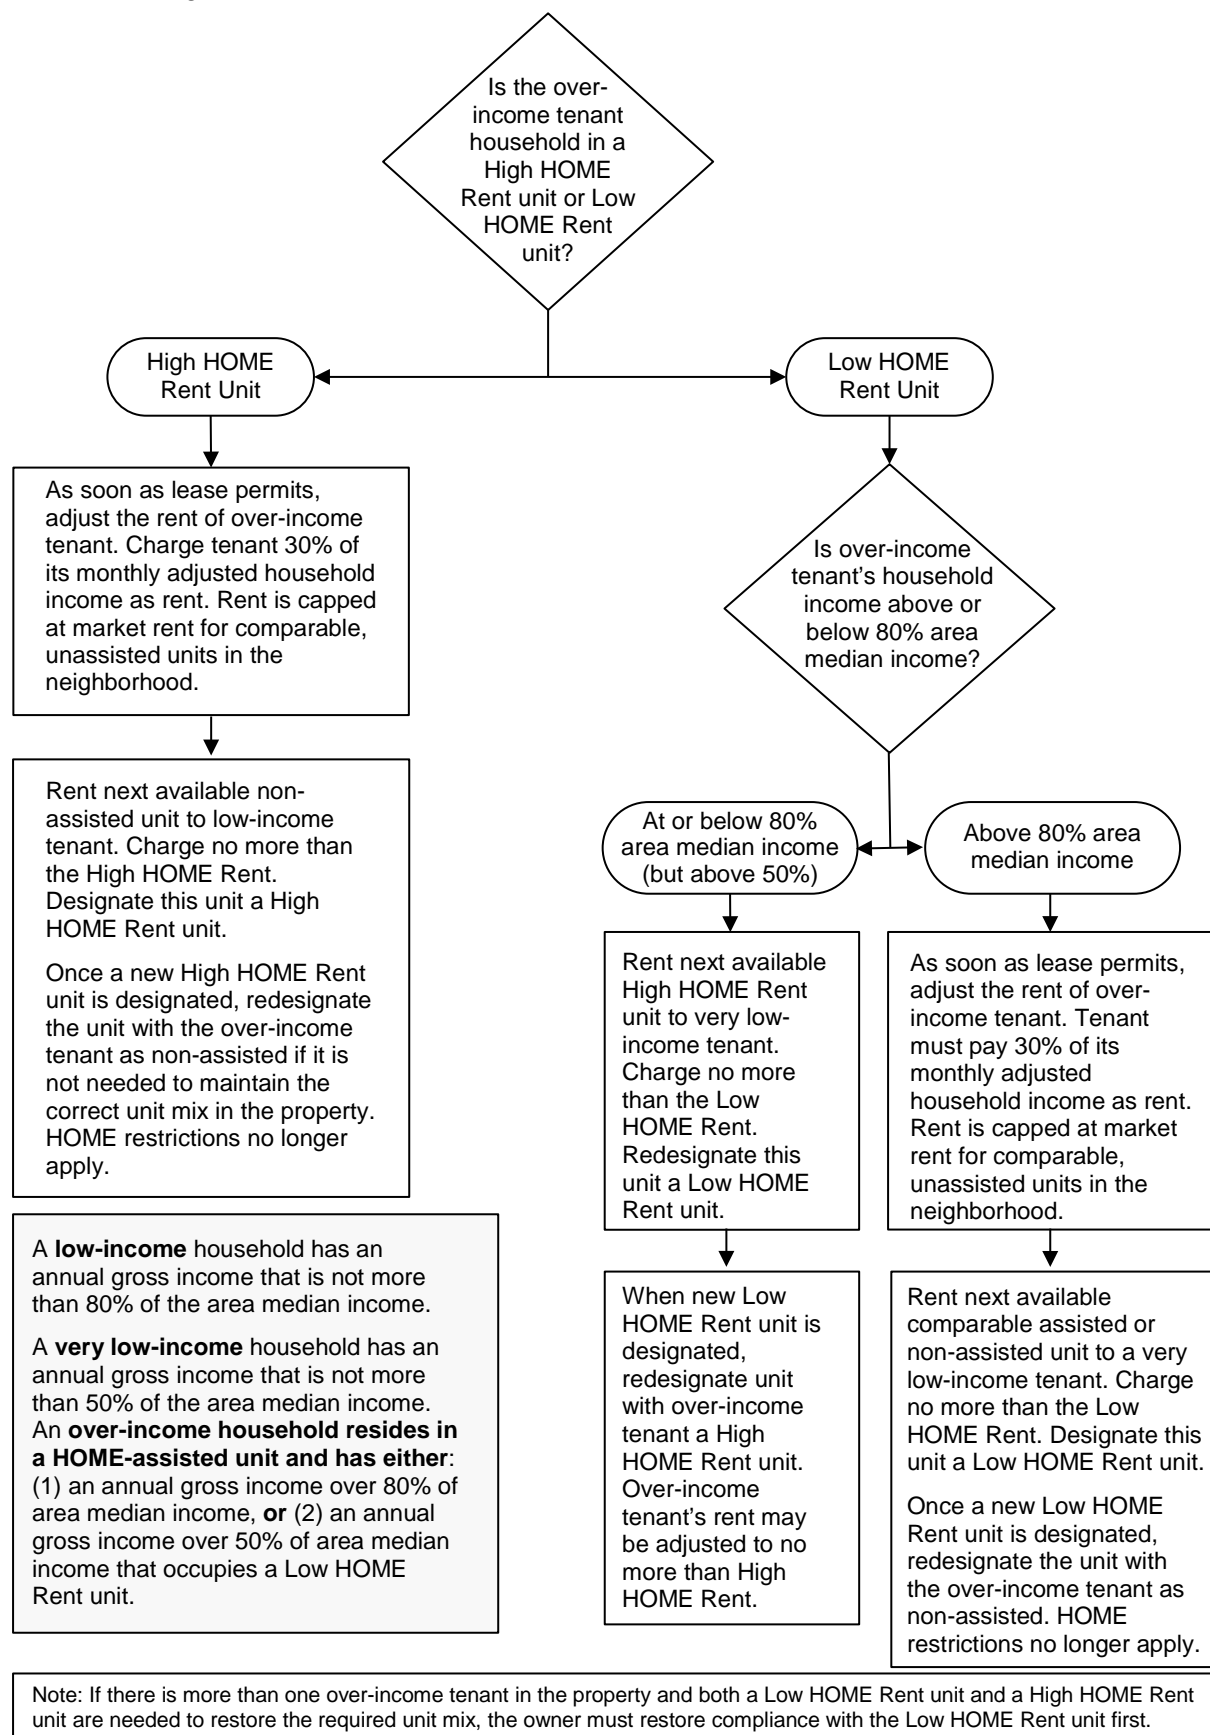 Is the over-
income tenant
household in a
High HOME
Rent unit or Low
HOME Rent
unit?
High HOME
Rent Unit
Low HOME
Rent Unit
As soon as lease permits,
adjust the rent of over-income
tenant. Charge tenant 30% of
its monthly adjusted household
income as rent. Rent is capped
at market rent for comparable,
unassisted units in the
neighborhood.
Is over-income
tenant’s household
income above or
below 80% area
median income?
Rent next available non-
assisted unit to low-income
tenant. Charge no more than
the High HOME Rent.
Designate this unit a High
HOME Rent unit.
Once a new High HOME Rent
unit is designated, redesignate
the unit with the over-income
tenant as non-assisted if it is
not needed to maintain the
correct unit mix in the property.
HOME restrictions no longer
apply.
At or below 80%
area median income
(but above 50%)
Above 80% area
median income
Rent next available
High HOME Rent
unit to very low-
income tenant.
Charge no more
than the Low
HOME Rent.
Redesignate this
unit a Low HOME
Rent unit.
As soon as lease permits,
adjust the rent of over-
income tenant. Tenant
must pay 30% of its
monthly adjusted
household income as rent.
Rent is capped at market
rent for comparable,
unassisted units in the
neighborhood.
A low-income household has an
annual gross income that is not more
than 80% of the area median income.
A very low-income household has an
annual gross income that is not more
than 50% of the area median income.
An over-income household resides in
a HOME-assisted unit and has either:
(1) an annual gross income over 80% of
area median income, or (2) an annual
gross income over 50% of area median
income that occupies a Low HOME
Rent unit.
When new Low
HOME Rent unit is
designated,
redesignate unit
with over-income
tenant a High
HOME Rent unit.
Over-income
tenant’s rent may
be adjusted to no
more than High
HOME Rent.
Rent next available
comparable assisted or
non-assisted unit to a very
low-income tenant. Charge
no more than the Low
HOME Rent. Designate this
unit a Low HOME Rent unit.
Once a new Low HOME
Rent unit is designated,
redesignate the unit with
the over-income tenant as
non-assisted. HOME
restrictions no longer apply.
Note: If there is more than one over-income tenant in the property and both a Low HOME Rent unit and a High HOME Rent
unit are needed to restore the required unit mix, the owner must restore compliance with the Low HOME Rent unit first.